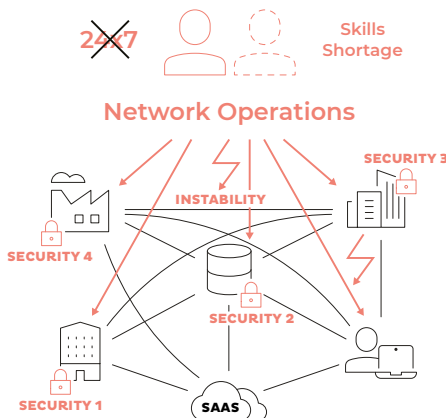 24x7
Skills
Shortage
Network Operations
SECURITY 3
INSTABILITY
SECURITY 4
SECURITY 2
SECURITY 1
SAAS